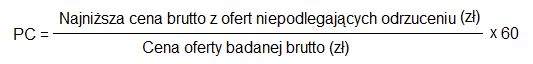 Najniższa cena brutto z ofert niepodlegających odrzuceniu (zł)
PC = x 60
Cena oferty badanej brutto (zł)